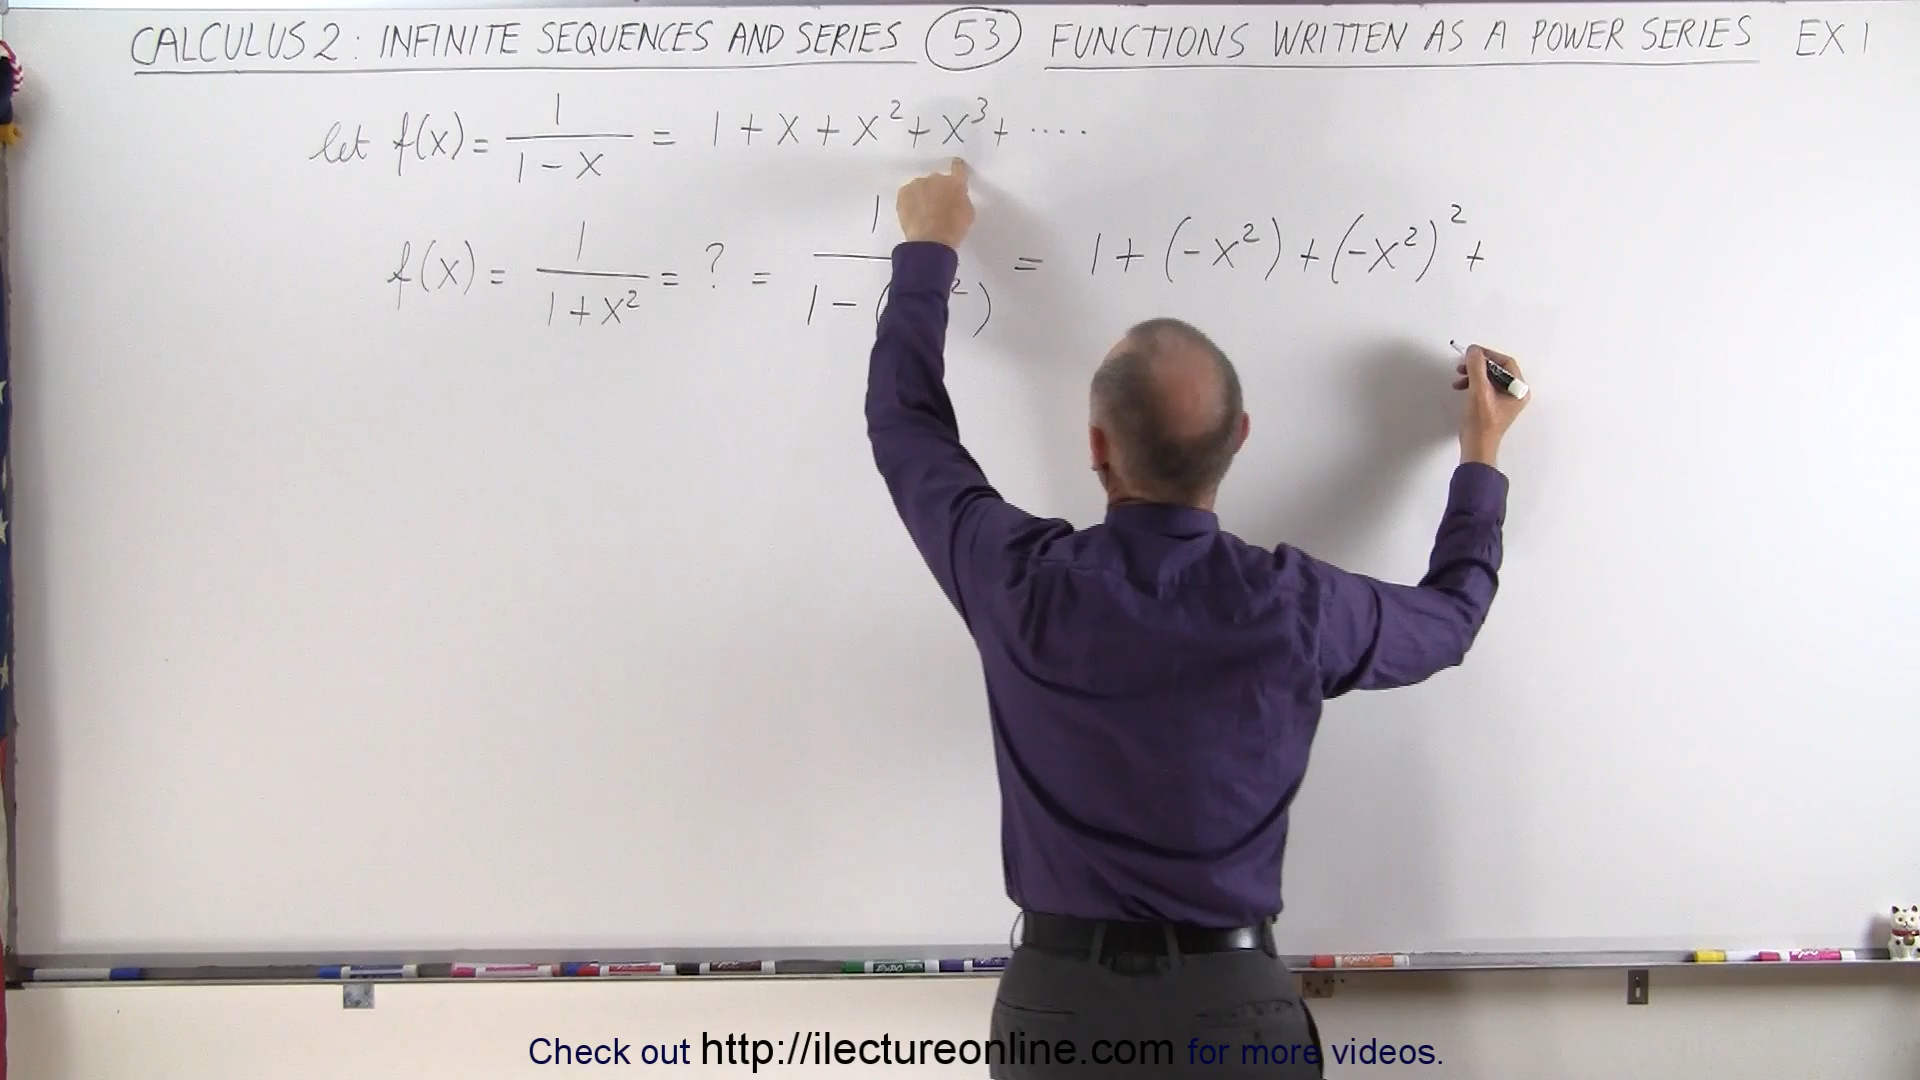 CALCULUS 2: INFINITE SEQUENCES AND SERIES 53 FUNCTIONS WRITTEN AS A POWER SERIES EX 1
let f(x) = 1/(1-x) = 1 + x + x² + x³ + ....
f(x) = 1/(1+x²) = ? = 1/(1-( ²) = 1 + (-x²) + (-x²)² +
Check out http://ilectureonline.com for more videos.